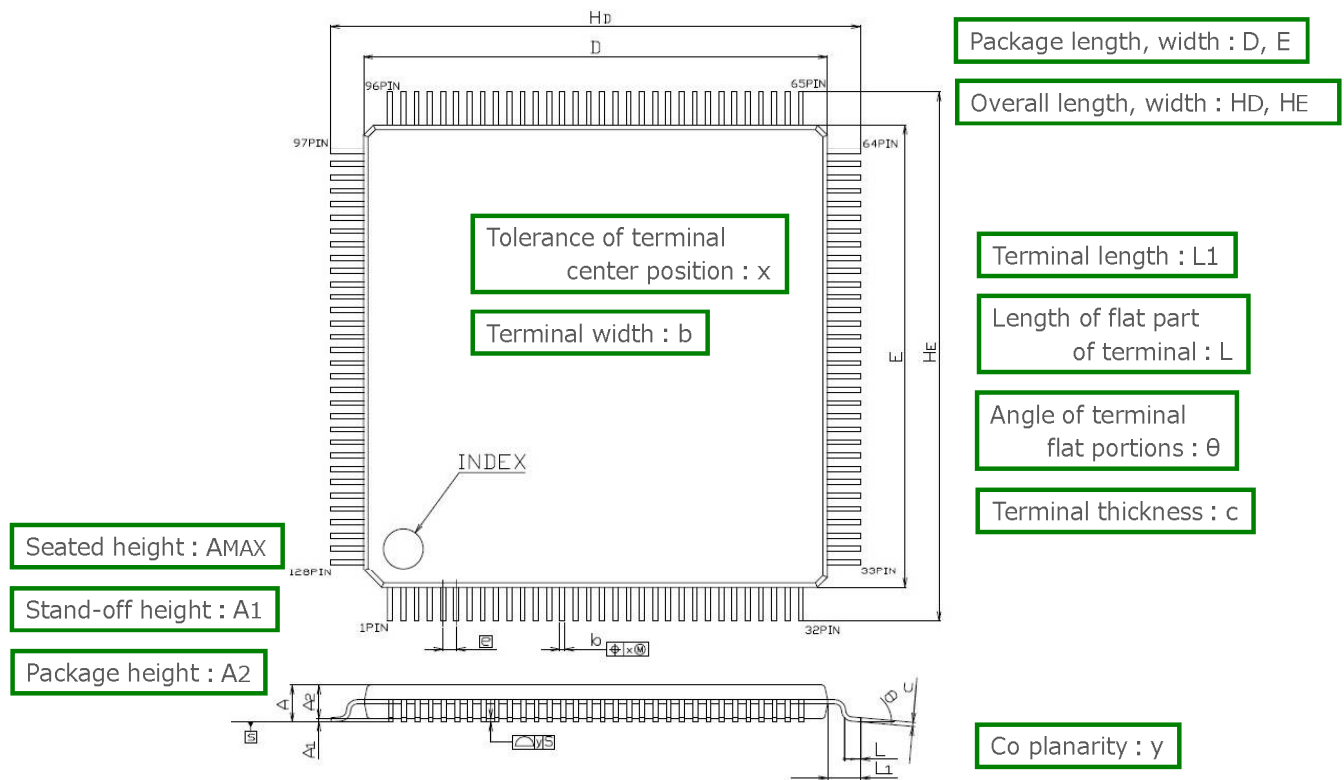 HD
D
Package length, width : D, E
96PIN
65PIN
Overall length, width : HD, HE
97PIN
64PIN
Tolerance of terminal
center position : x
Terminal length : L1
Terminal width : b
Length of flat part
of terminal : L
E
HE
Angle of terminal
flat portions : θ
INDEX
Terminal thickness : c
Seated height : AMAX
128PIN
33PIN
Stand-off height : A1
1PIN
32PIN
e
b
⌖ x Ⓜ
Package height : A2
A
A2
θ
c
S
A1
y S
L
L1
Co planarity : y